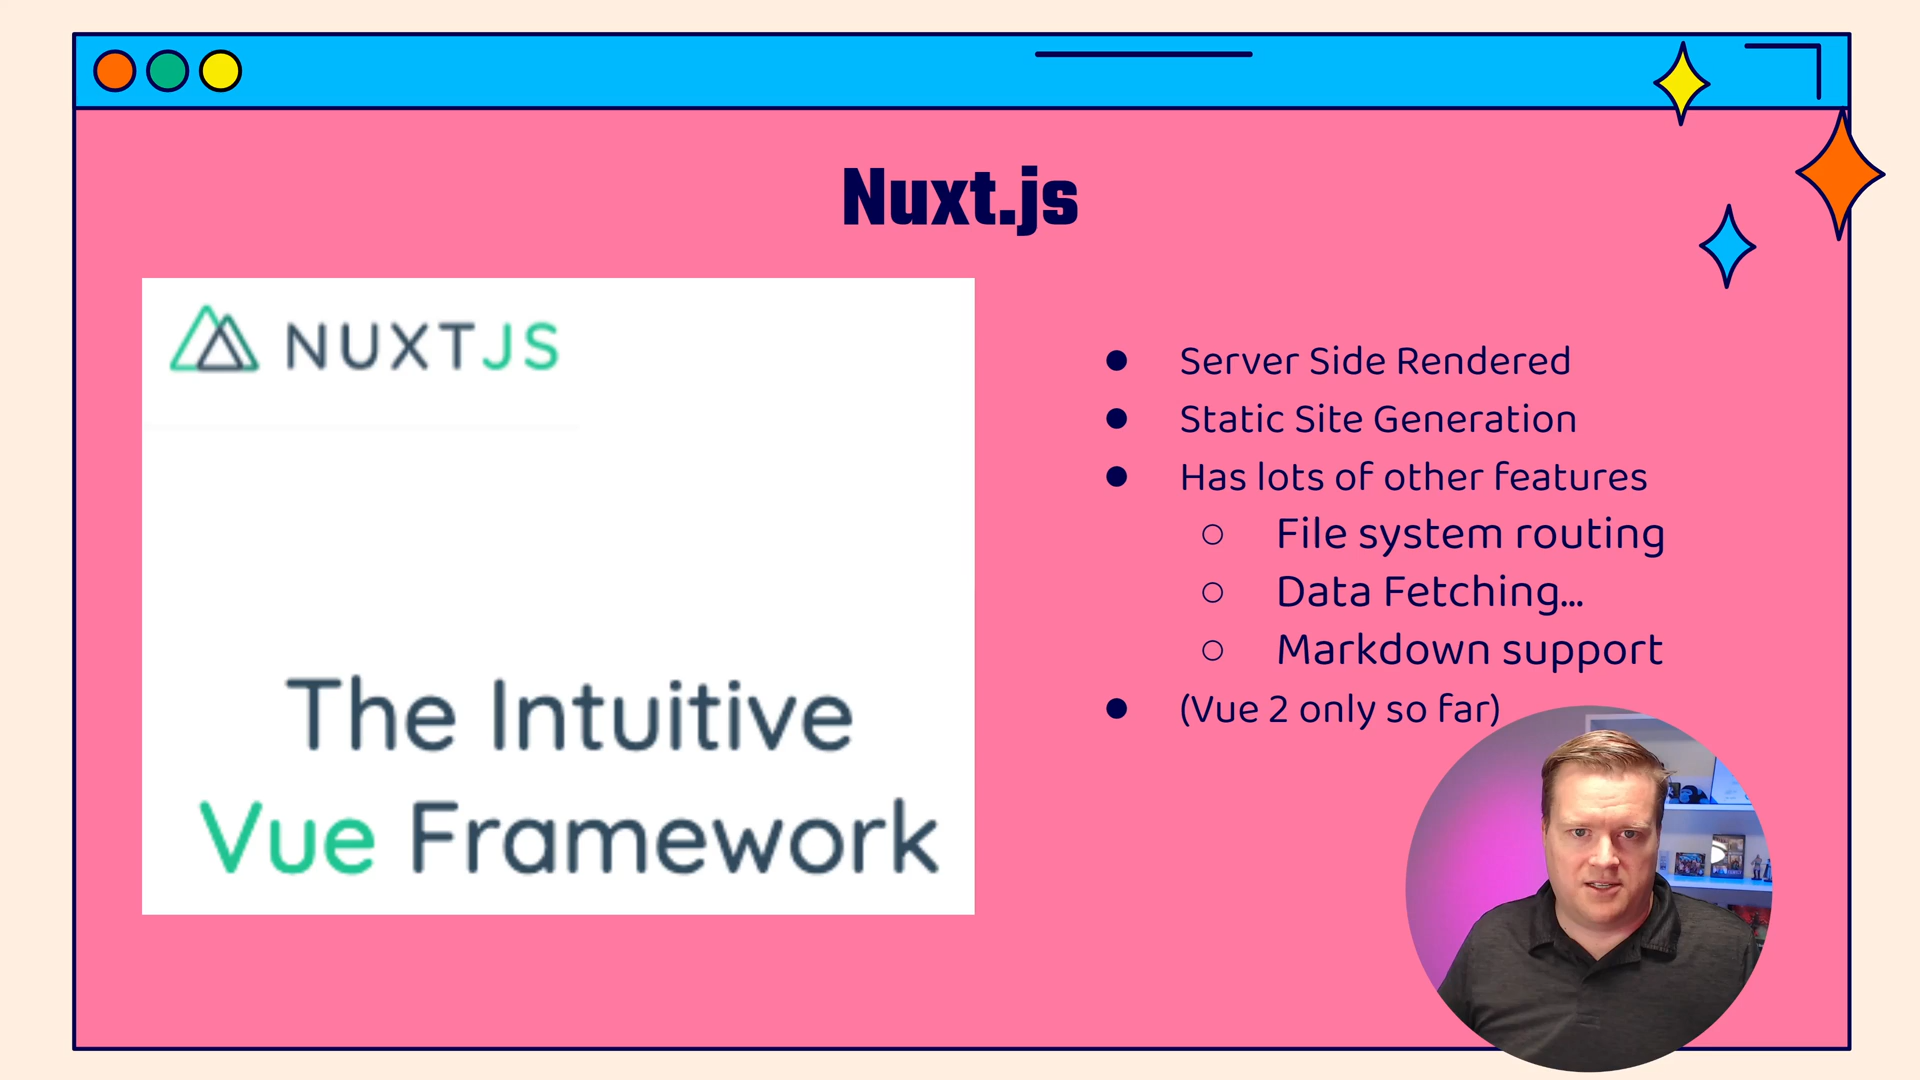 Nuxt.js
NUXTJS
The Intuitive
Vue Framework
Server Side Rendered
Static Site Generation
Has lots of other features
File system routing
Data Fetching...
Markdown support
(Vue 2 only so far)